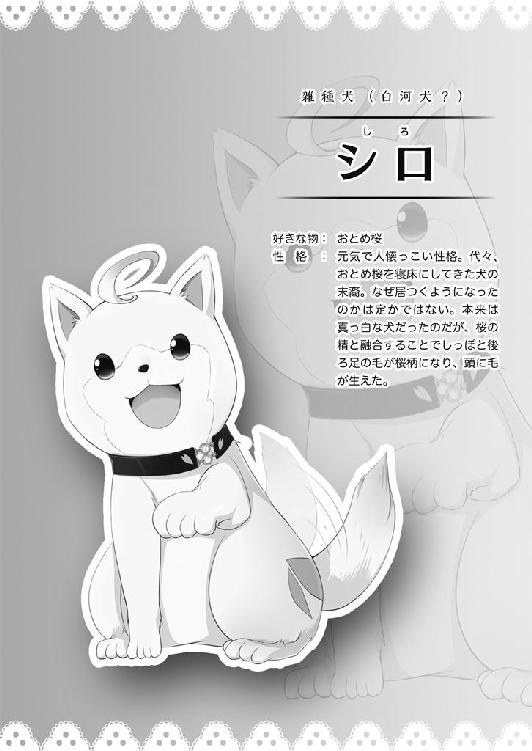 雑種犬（白河犬？）
しろ
シロ
好きな物：おとめ桜
性格：元気で人懐っこい性格。代々、
おとめ桜を寝床にしてきた犬の
末裔。なぜ居つくようになった
のかは定かではない。本来は
真っ白な犬だったのだが、桜の
精と融合することでしっぽと後
ろ足の毛が桜柄になり、頭に毛
が生えた。